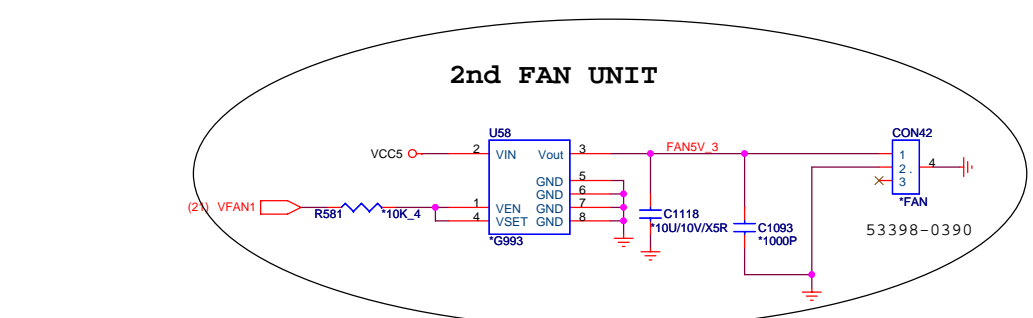 2nd FAN UNIT
U58
CON42
VCC5
2
VIN
Vout
3
FAN5V_3
1
4
2.
3
GND
5
GND
6
(21) VFAN1
R581
*10K_4
1
VEN
GND
7
4
VSET
GND
8
*G993
C1118
*10U/10V/X5R
C1093
*1000P
*FAN
53398-0390